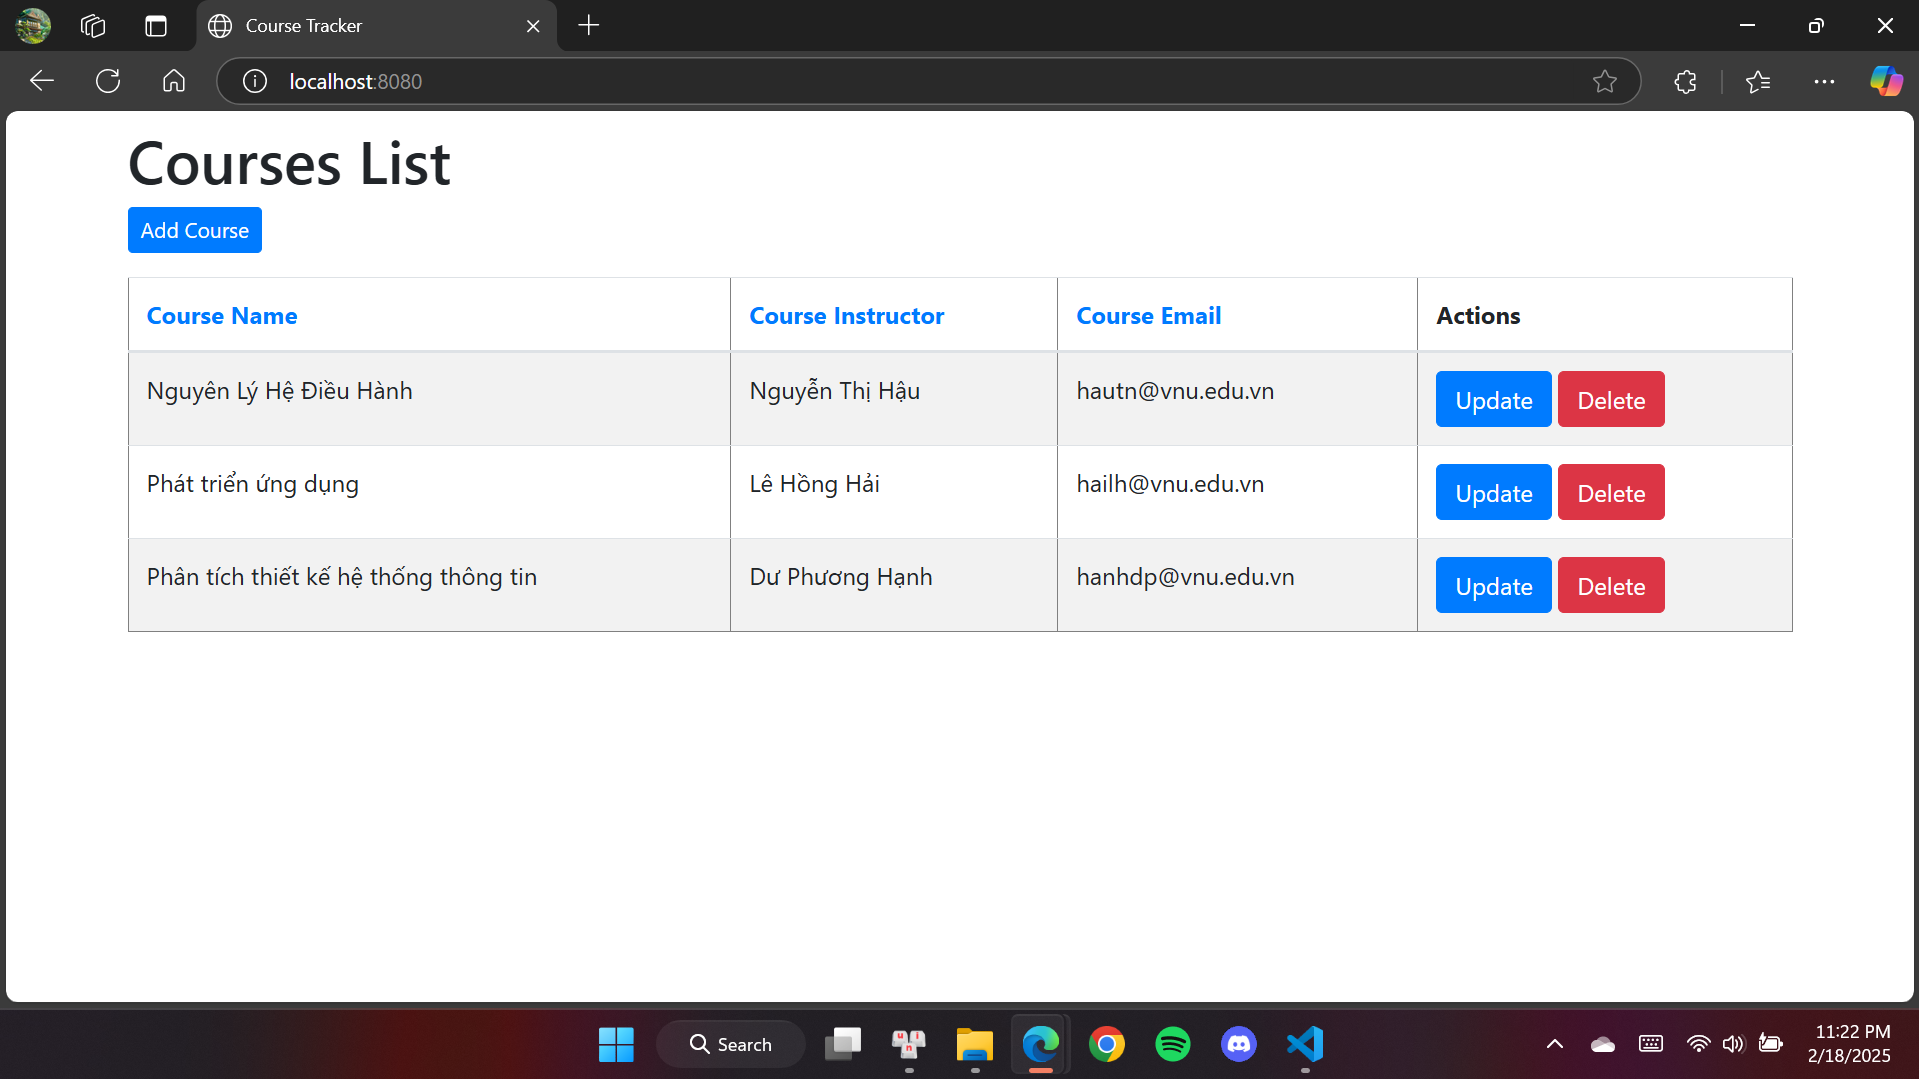 Course Tracker
localhost:8080
Courses List
Add Course
Course Name Course Instructor Course Email Actions
Nguyên Lý Hệ Điều Hành Nguyễn Thị Hậu hautn@vnu.edu.vn Update Delete
Phát triển ứng dụng Lê Hồng Hải hailh@vnu.edu.vn Update Delete
Phân tích thiết kế hệ thống thông tin Dư Phương Hạnh hanhdp@vnu.edu.vn Update Delete
Search
11:22 PM
2/18/2025